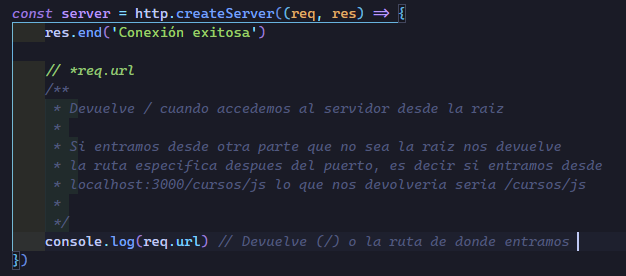 const server = http.createServer((req, res) => {
res.end('Conexión exitosa')
// *req.url
/**
* Devuelve / cuando accedemos al servidor desde la raiz
*
* Si entramos desde otra parte que no sea la raiz nos devuelve
* la ruta especifica despues del puerto, es decir si entramos desde
* localhost:3000/cursos/js lo que nos devolveria seria /cursos/js
*
*/
console.log(req.url) // Devuelve (/) o la ruta de donde entramos
})